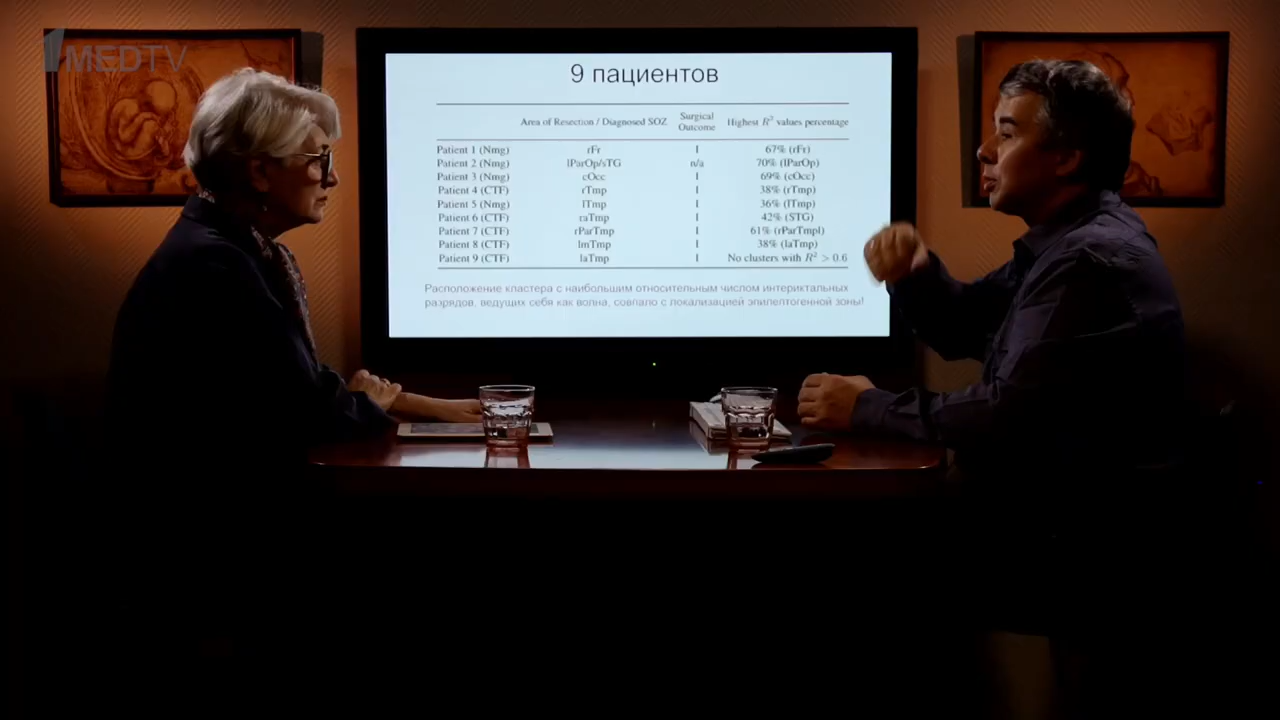 1MEDTV
9 пациентов
Area of Resection / Diagnosed SOZ Surgical Outcome Highest R² values percentage
Patient 1 (Nmg) rFr I 67% (rFr)
Patient 2 (Nmg) lParOp/sTG n/a 70% (lParOp)
Patient 3 (Nmg) cOcc I 69% (cOcc)
Patient 4 (CTF) rTmp I 38% (rTmp)
Patient 5 (Nmg) lTmp I 36% (lTmp)
Patient 6 (CTF) raTmp I 42% (STG)
Patient 7 (CTF) rParTmp I 61% (rParTmpl)
Patient 8 (CTF) lmTmp I 38% (laTmp)
Patient 9 (CTF) laTmp I No clusters with R² > 0.6
Расположение кластера с наибольшим относительным числом интериктальных
разрядов, ведущих себя как волна, совпало с локализацией эпилептогенной зоны!